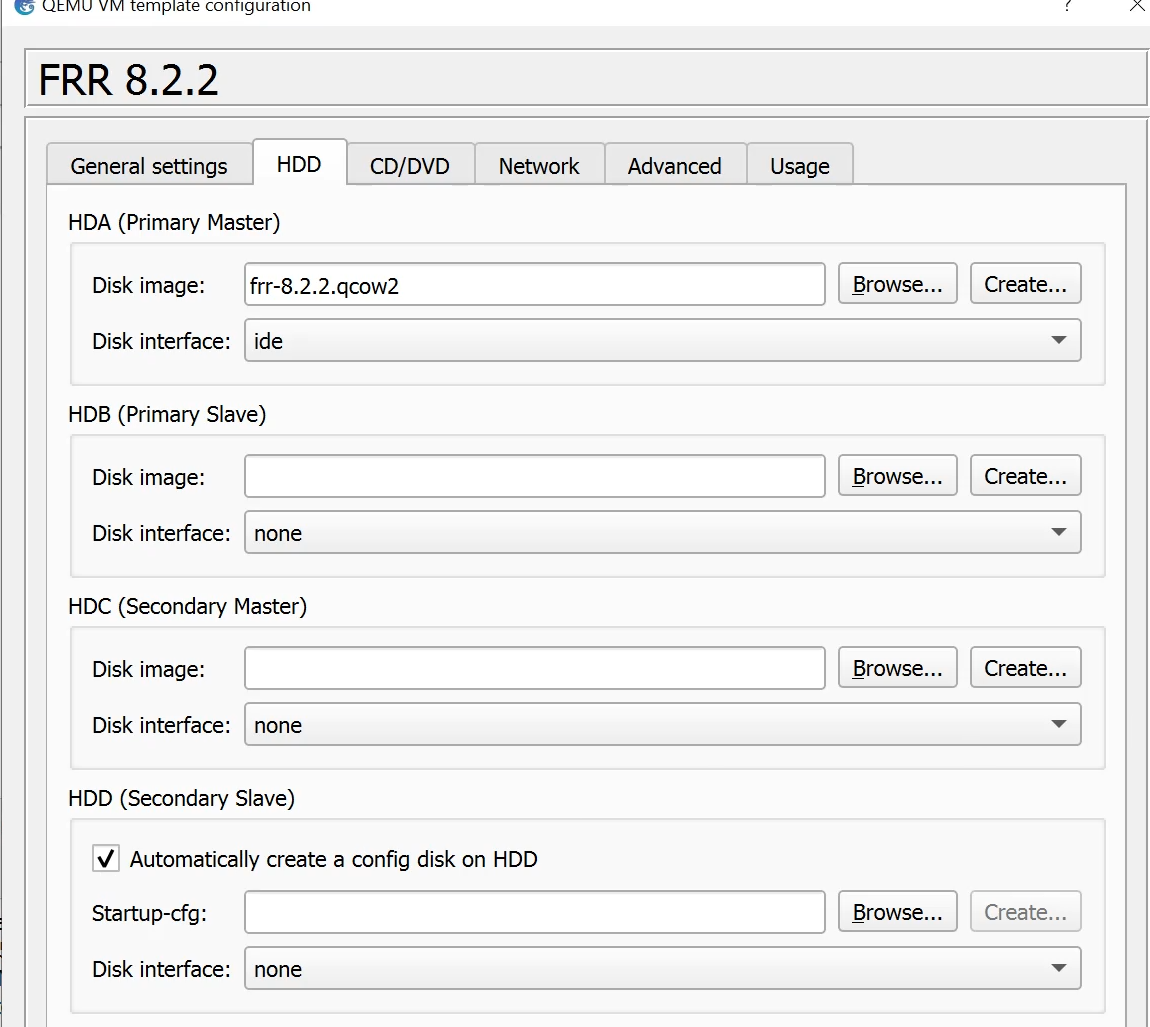 QEMU VM template configuration ?
FRR 8.2.2
General settings HDD CD/DVD Network Advanced Usage
HDA (Primary Master)
Disk image: frr-8.2.2.qcow2 Browse... Create...
Disk interface: ide
HDB (Primary Slave)
Disk image: Browse... Create...
Disk interface: none
HDC (Secondary Master)
Disk image: Browse... Create...
Disk interface: none
HDD (Secondary Slave)
Automatically create a config disk on HDD
Startup-cfg: Browse... Create...
Disk interface: none